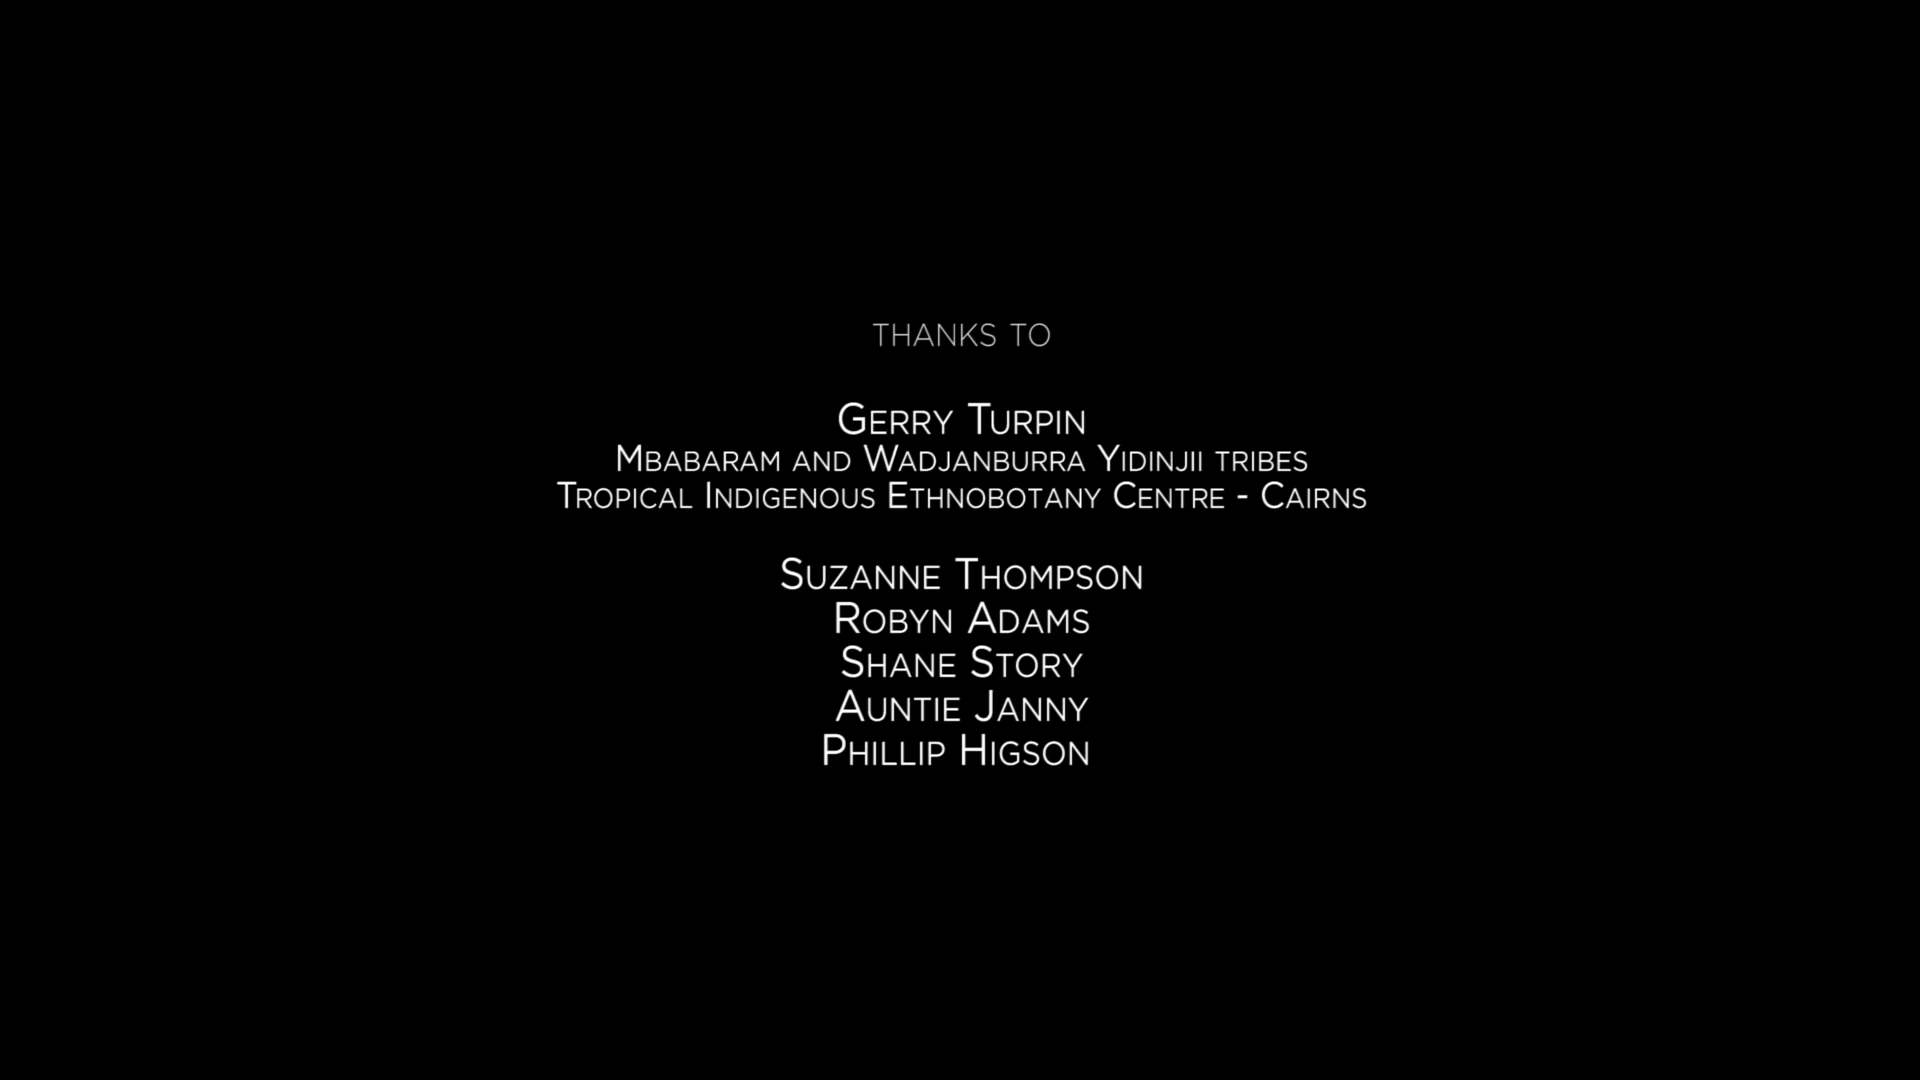 THANKS TO
GERRY TURPIN
MBABARAM AND WADJANBURRA YIDINJII TRIBES
TROPICAL INDIGENOUS ETHNOBOTANY CENTRE - CAIRNS
SUZANNE THOMPSON
ROBYN ADAMS
SHANE STORY
AUNTIE JANNY
PHILLIP HIGSON